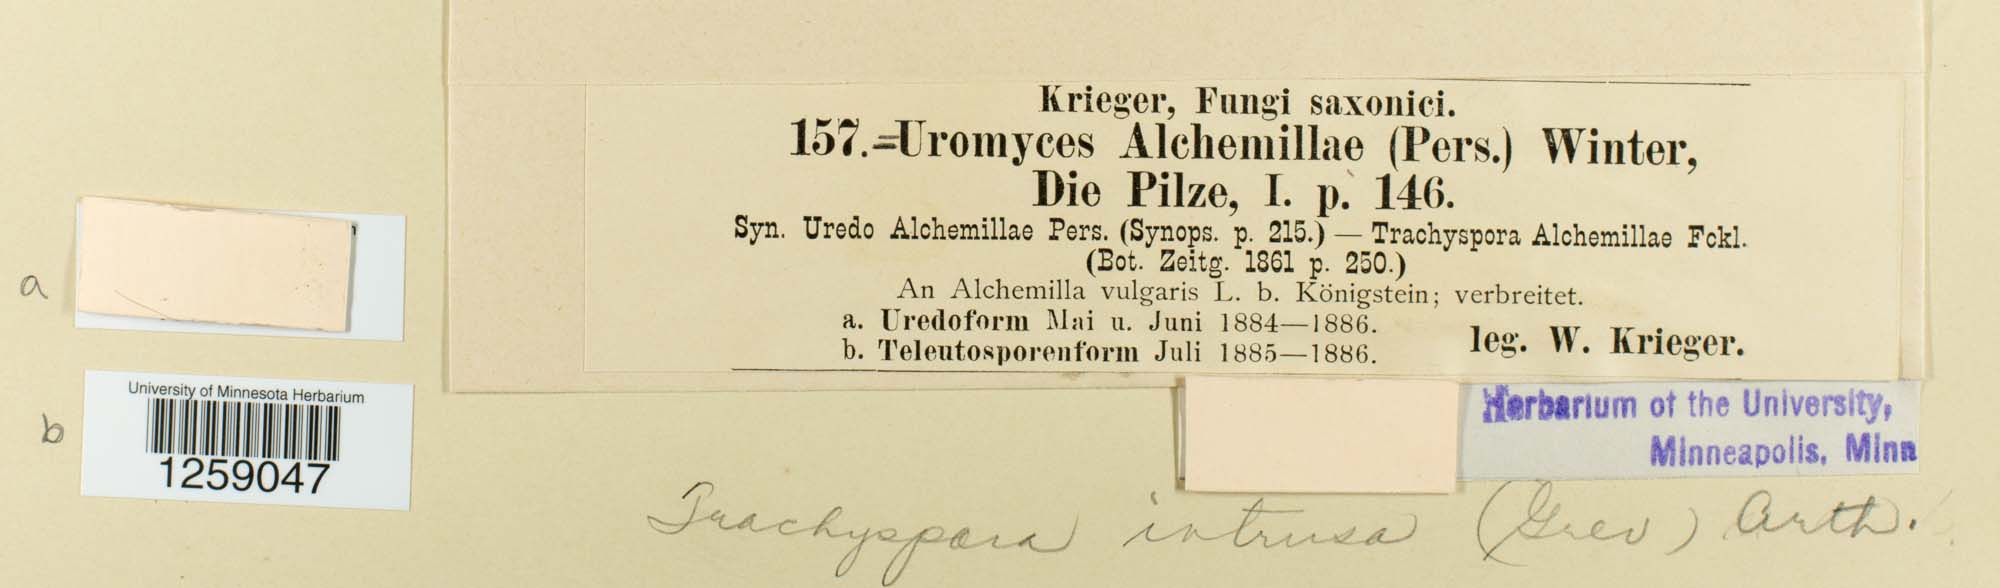 Krieger, Fungi saxonici.
157.=Uromyces Alchemillae (Pers.) Winter,
Die Pilze, I. p. 146.
Syn. Uredo Alchemillae Pers. (Synops. p. 215.) — Trachyspora Alchemillae Fckl.
(Bot. Zeitg. 1861 p. 250.)
An Alchemilla vulgaris L. b. Königstein; verbreitet.
a. Uredoform Mai u. Juni 1884—1886.
b. Teleutosporenform Juli 1885—1886.
leg. W. Krieger.
a
b
University of Minnesota Herbarium
1259047
Herbarium of the University,
Minneapolis, Minn
Trachyspora intrusa (Grev) Arth.